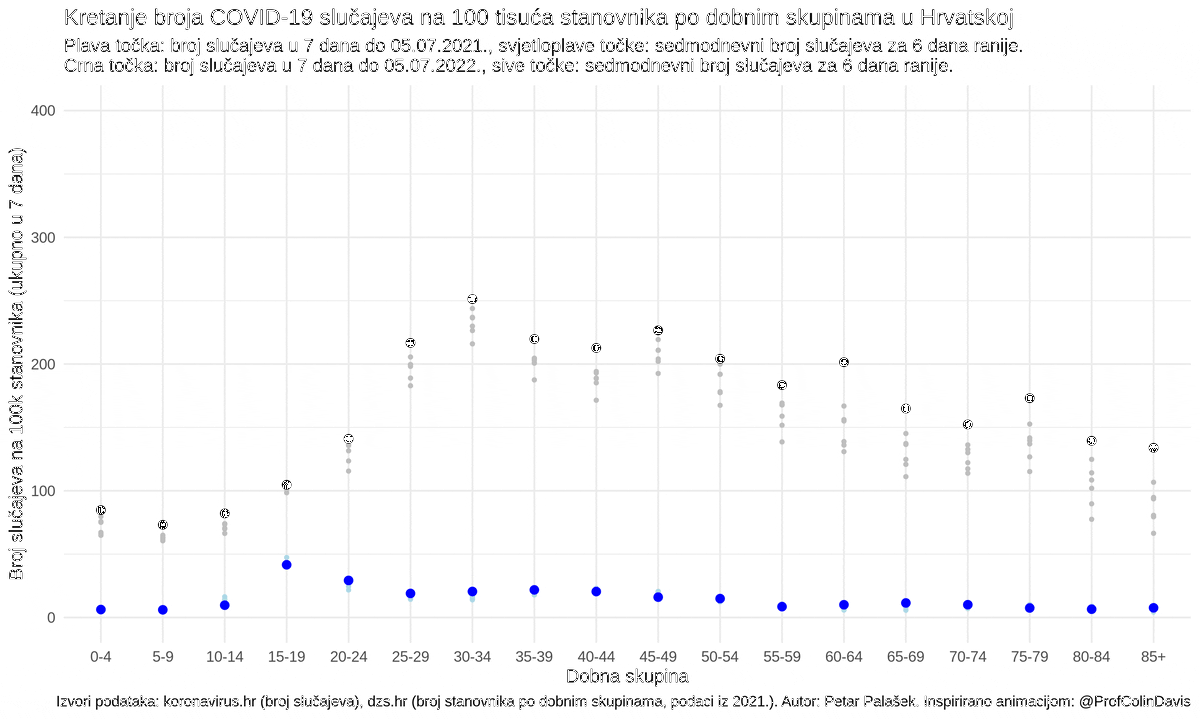 Kretanje broja COVID-19 slučajeva na 100 tisuća stanovnika po dobnim skupinama u Hrvatskoj
Plava točka: broj slučajeva u 7 dana do 05.07.2021., svjetloplave točke: sedmodnevni broj slučajeva za 6 dana ranije.
Crna točka: broj slučajeva u 7 dana do 05.07.2022., sive točke: sedmodnevni broj slučajeva za 6 dana ranije.
Broj slučajeva na 100k stanovnika (ukupno u 7 dana)
400
300
200
100
0
0-4 5-9 10-14 15-19 20-24 25-29 30-34 35-39 40-44 45-49 50-54 55-59 60-64 65-69 70-74 75-79 80-84 85+
Dobna skupina
Izvori podataka: koronavirus.hr (broj slučajeva), dzs.hr (broj stanovnika po dobnim skupinama, podaci iz 2021.). Autor: Petar Palašek. Inspirirano animacijom: @ProfColinDavis